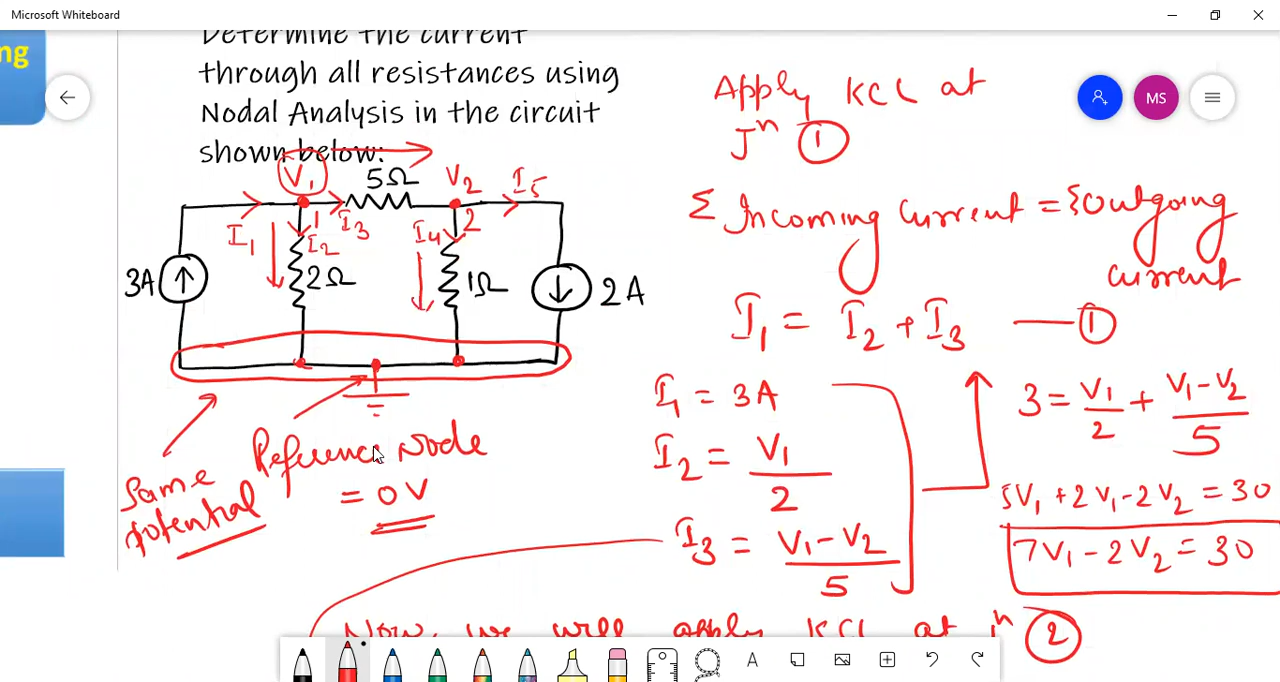 Microsoft Whiteboard
ng
Determine the current
through all resistances using
Nodal Analysis in the circuit
shown below:
V₁
5Ω
V₂
I₅
I₁
1
I₂
I₃
I₄
2
3A
2Ω
1Ω
2A
Same
potential
Reference Node
= 0V
Apply KCL at
Jⁿ ①
Σ Incoming current = Σ Outgoing
current
I₁ = I₂ + I₃ —①
I₁ = 3A
I₂ = V₁/2
I₃ = V₁-V₂/5
3 = V₁/2 + V₁-V₂/5
5V₁ + 2V₁ - 2V₂ = 30
7V₁ - 2V₂ = 30
Now, we will apply KCL at Jⁿ ②
MS
A